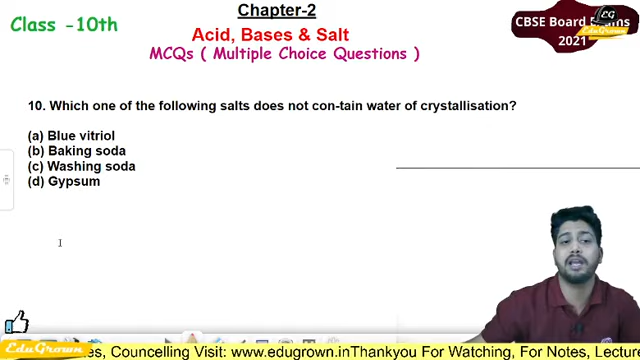 Chapter-2
Class -10th
Acid, Bases & Salt
MCQs ( Multiple Choice Questions )
CBSE Board Exams
2021
EG
EduGrown
10. Which one of the following salts does not con-tain water of crystallisation?
(a) Blue vitriol
(b) Baking soda
(c) Washing soda
(d) Gypsum
EduGrown
es, Councelling Visit: www.edugrown.inThankyou For Watching, For Notes, Lecture